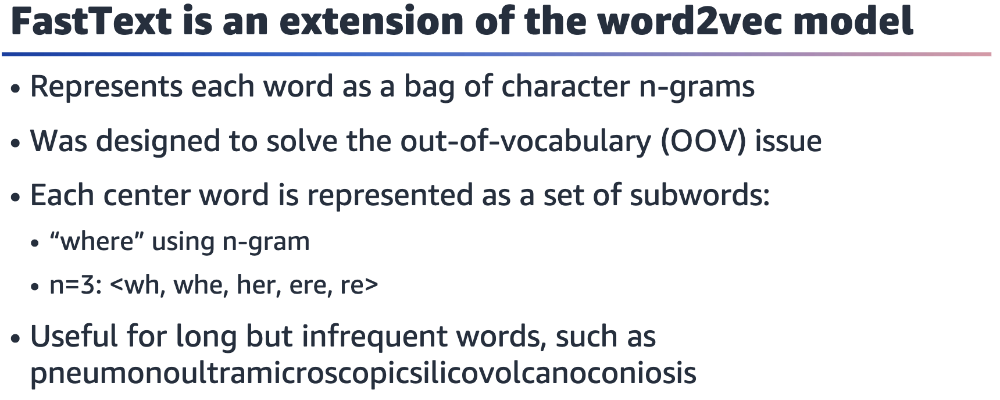 FastText is an extension of the word2vec model
• Represents each word as a bag of character n-grams
• Was designed to solve the out-of-vocabulary (OOV) issue
• Each center word is represented as a set of subwords:
• “where” using n-gram
• n=3: <wh, whe, her, ere, re>
• Useful for long but infrequent words, such as
pneumonoultramicroscopicsilicovolcanoconiosis